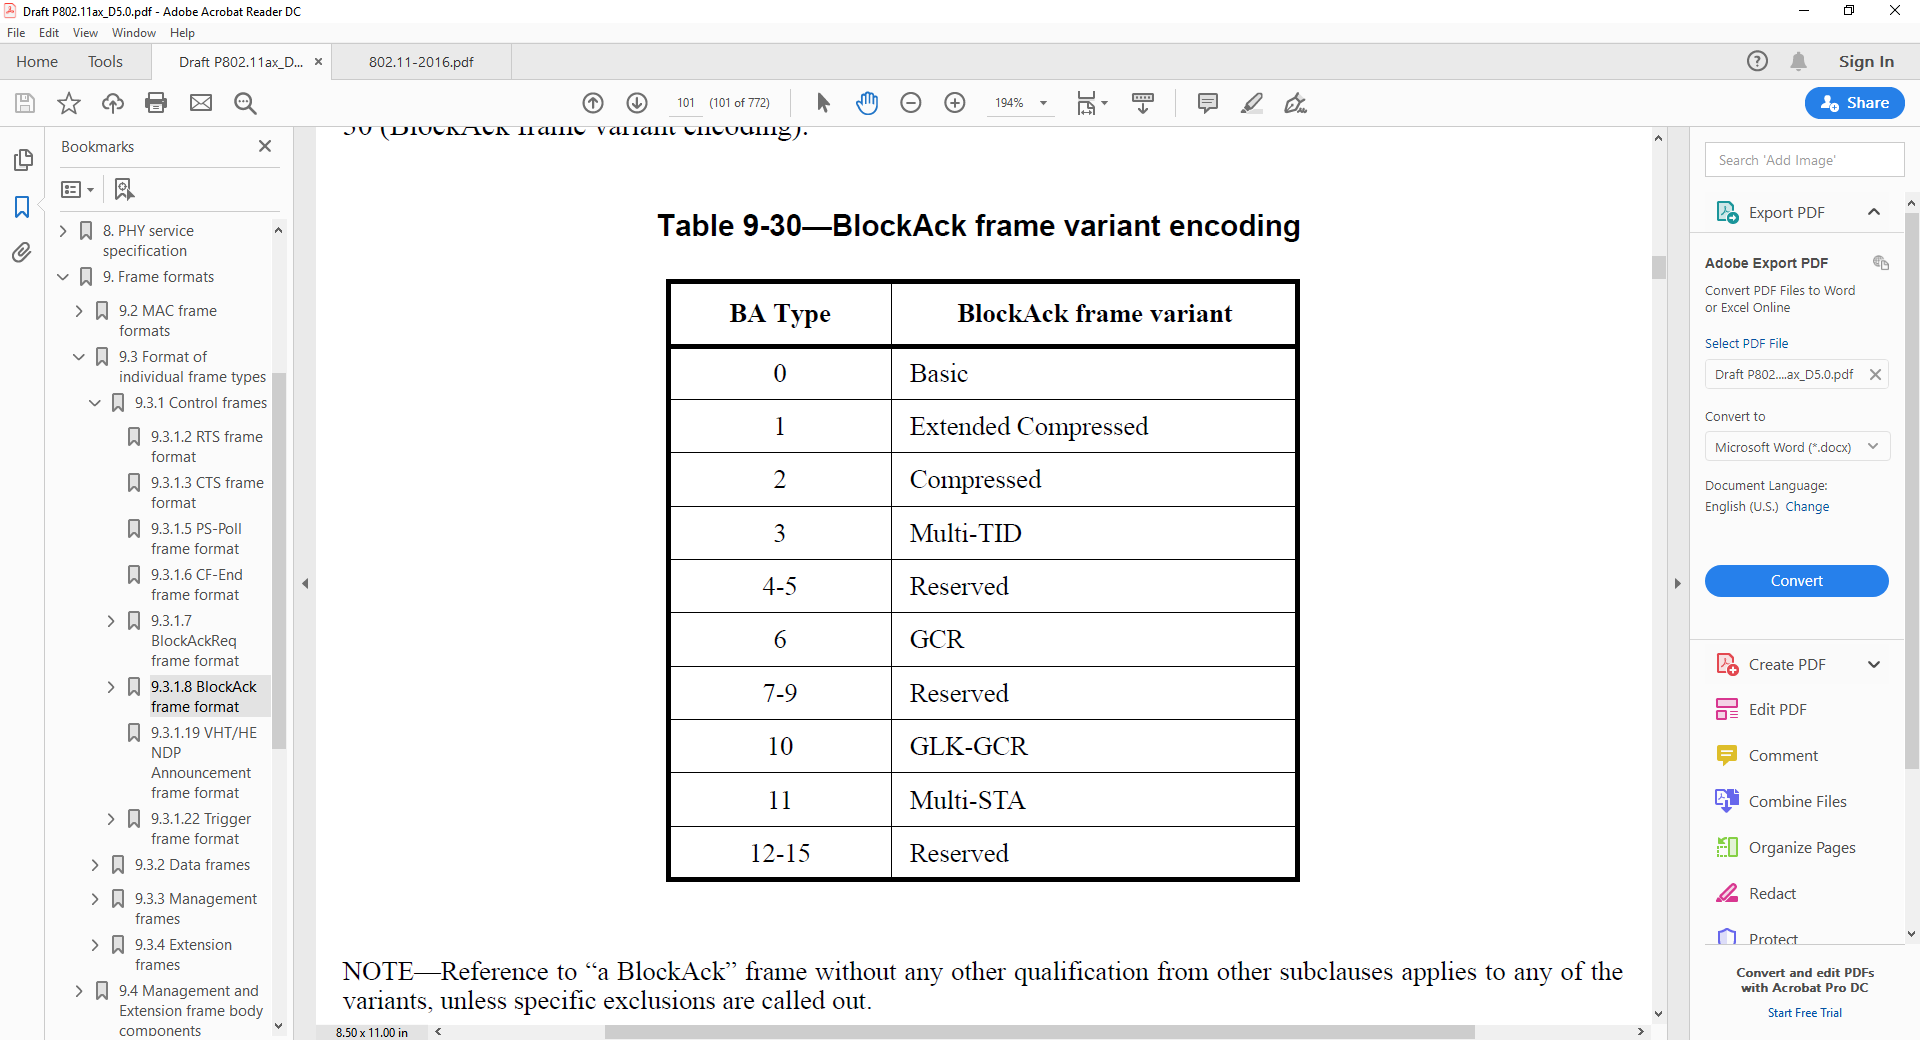 Draft P802.11ax_D5.0.pdf - Adobe Acrobat Reader DC
File Edit View Window Help
Home Tools Draft P802.11ax_D... × 802.11-2016.pdf Sign In
101 (101 of 772) 194% Share
Bookmarks
8. PHY service
specification
9. Frame formats
9.2 MAC frame
formats
9.3 Format of
individual frame types
9.3.1 Control frames
9.3.1.2 RTS frame
format
9.3.1.3 CTS frame
format
9.3.1.5 PS-Poll
frame format
9.3.1.6 CF-End
frame format
9.3.1.7
BlockAckReq
frame format
9.3.1.8 BlockAck
frame format
9.3.1.19 VHT/HE
NDP
Announcement
frame format
9.3.1.22 Trigger
frame format
9.3.2 Data frames
9.3.3 Management
frames
9.3.4 Extension
frames
9.4 Management and
Extension frame body
components
30 (BlockAck frame variant encoding).
Table 9-30—BlockAck frame variant encoding
BA Type BlockAck frame variant
0 Basic
1 Extended Compressed
2 Compressed
3 Multi-TID
4-5 Reserved
6 GCR
7-9 Reserved
10 GLK-GCR
11 Multi-STA
12-15 Reserved
NOTE—Reference to “a BlockAck” frame without any other qualification from other subclauses applies to any of the
variants, unless specific exclusions are called out.
8.50 x 11.00 in
Search 'Add Image'
Export PDF
Adobe Export PDF
Convert PDF Files to Word
or Excel Online
Select PDF File
Draft P802....ax_D5.0.pdf
Convert to
Microsoft Word (*.docx)
Document Language:
English (U.S.) Change
Convert
Create PDF
Edit PDF
Comment
Combine Files
Organize Pages
Redact
Protect
Convert and edit PDFs
with Acrobat Pro DC
Start Free Trial